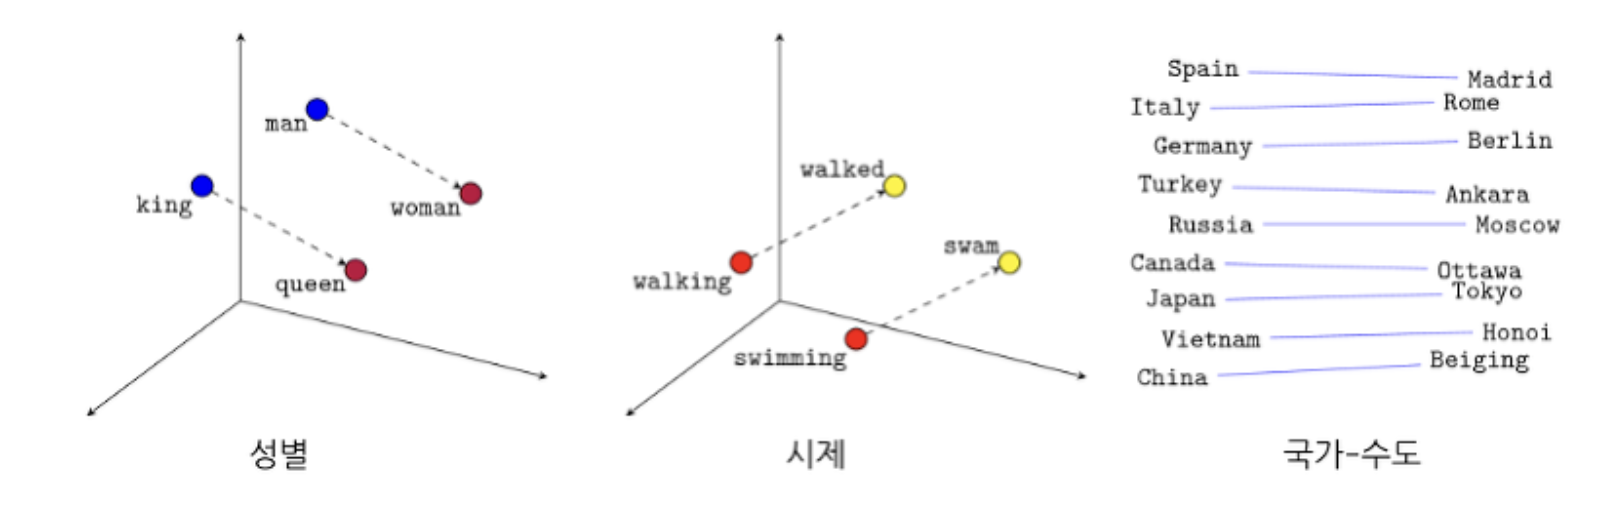 man
woman
king
queen
성별
walked
walking
swam
swimming
시제
Spain Madrid
Italy Rome
Germany Berlin
Turkey Ankara
Russia Moscow
Canada Ottawa
Japan Tokyo
Vietnam Honoi
China Beiging
국가-수도